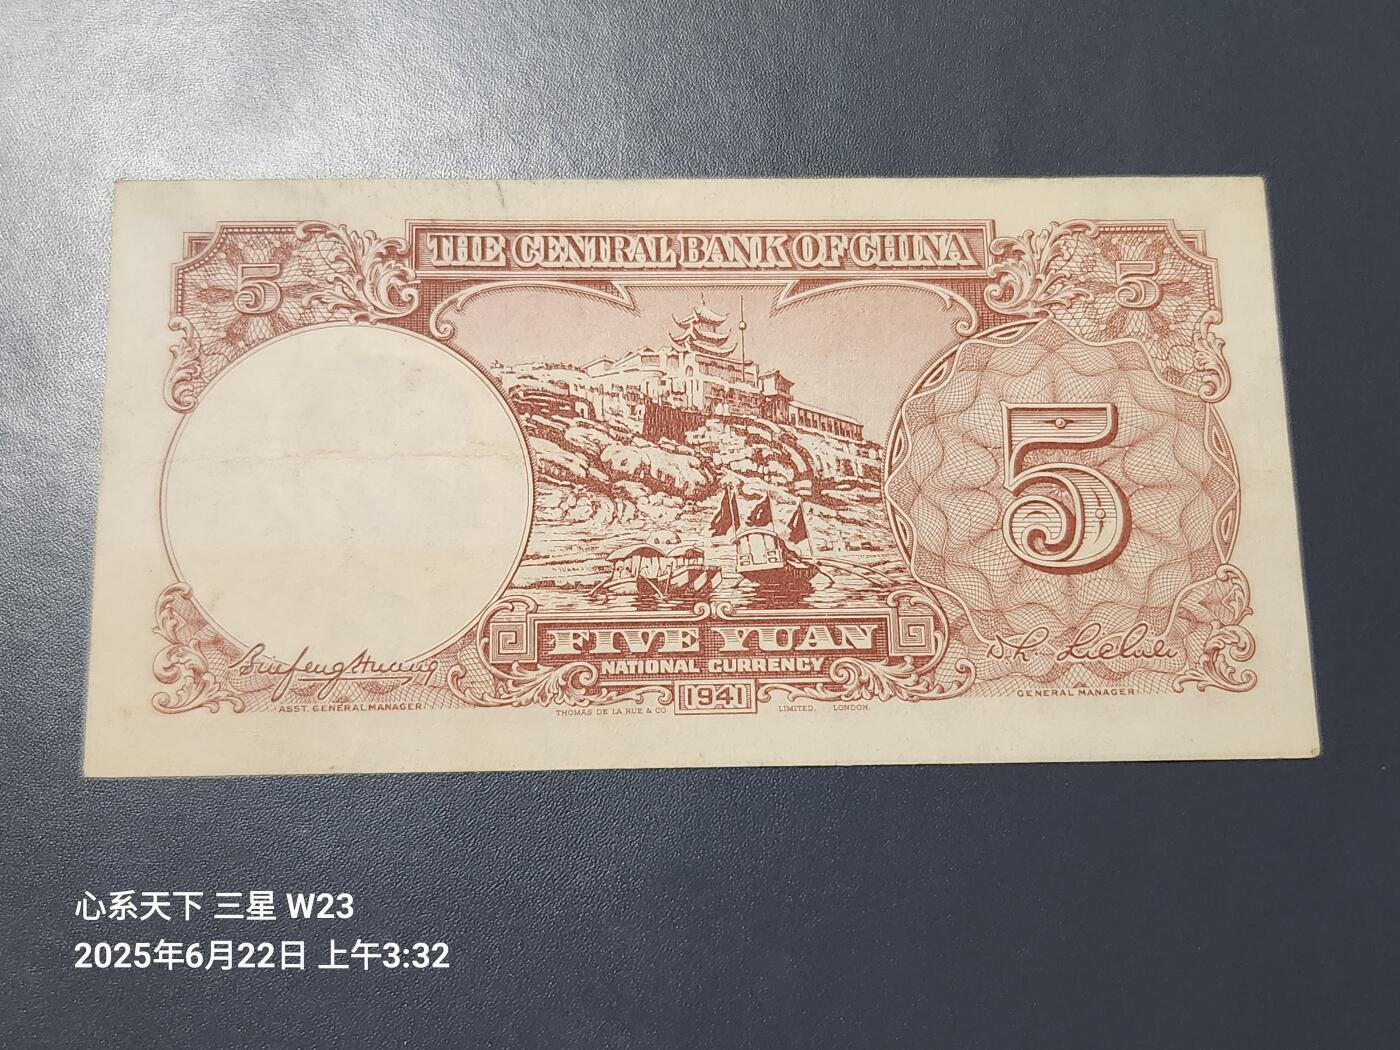 THE CENTRAL BANK OF CHINA
5
5
5
FIVE YUAN
NATIONAL CURRENCY
1941
ASST. GENERAL MANAGER
GENERAL MANAGER
THOMAS DE LA RUE & CO LIMITED, LONDON.
心系天下 三星 W23
2025年6月22日 上午3:32